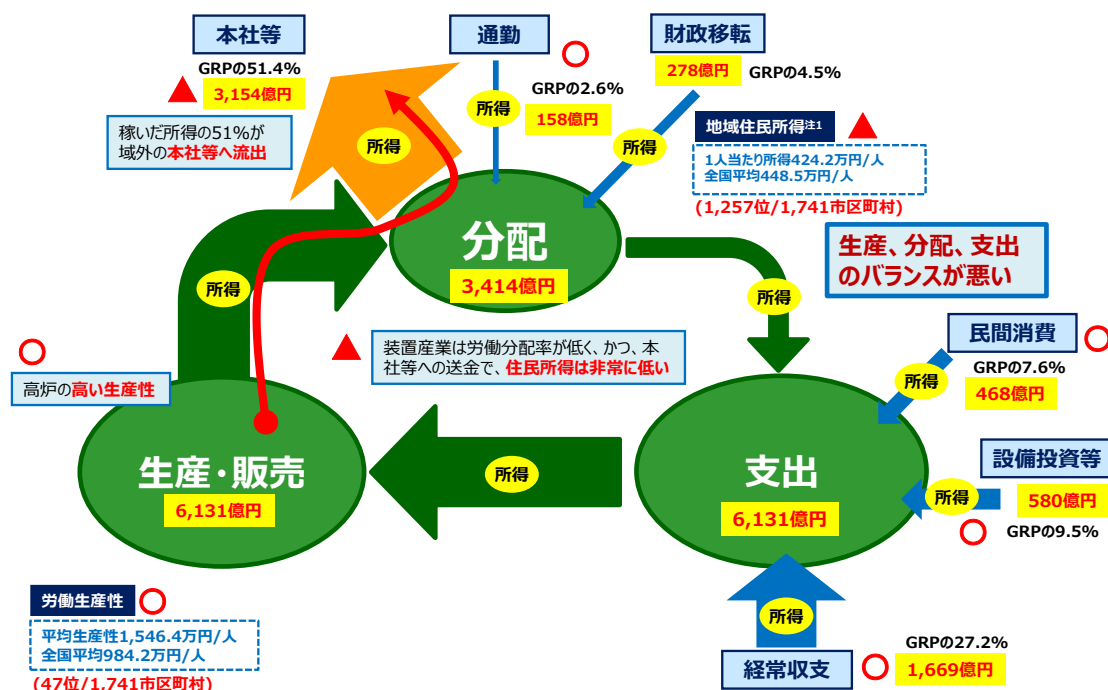 本社等
GRPの51.4%
3,154億円
稼いだ所得の51%が
域外の本社等へ流出
通勤
GRPの2.6%
158億円
所得
財政移転
278億円
GRPの4.5%
所得
地域住民所得注1
1人当たり所得424.2万円/人
全国平均448.5万円/人
(1,257位/1,741市区町村)
所得
分配
3,414億円
生産、分配、支出
のバランスが悪い
所得
所得
装置産業は労働分配率が低く、かつ、本
社等への送金で、住民所得は非常に低い
高炉の高い生産性
民間消費
GRPの7.6%
468億円
所得
生産・販売
6,131億円
所得
支出
6,131億円
設備投資等
所得
580億円
GRPの9.5%
労働生産性
平均生産性1,546.4万円/人
全国平均984.2万円/人
(47位/1,741市区町村)
所得
経常収支
GRPの27.2%
1,669億円